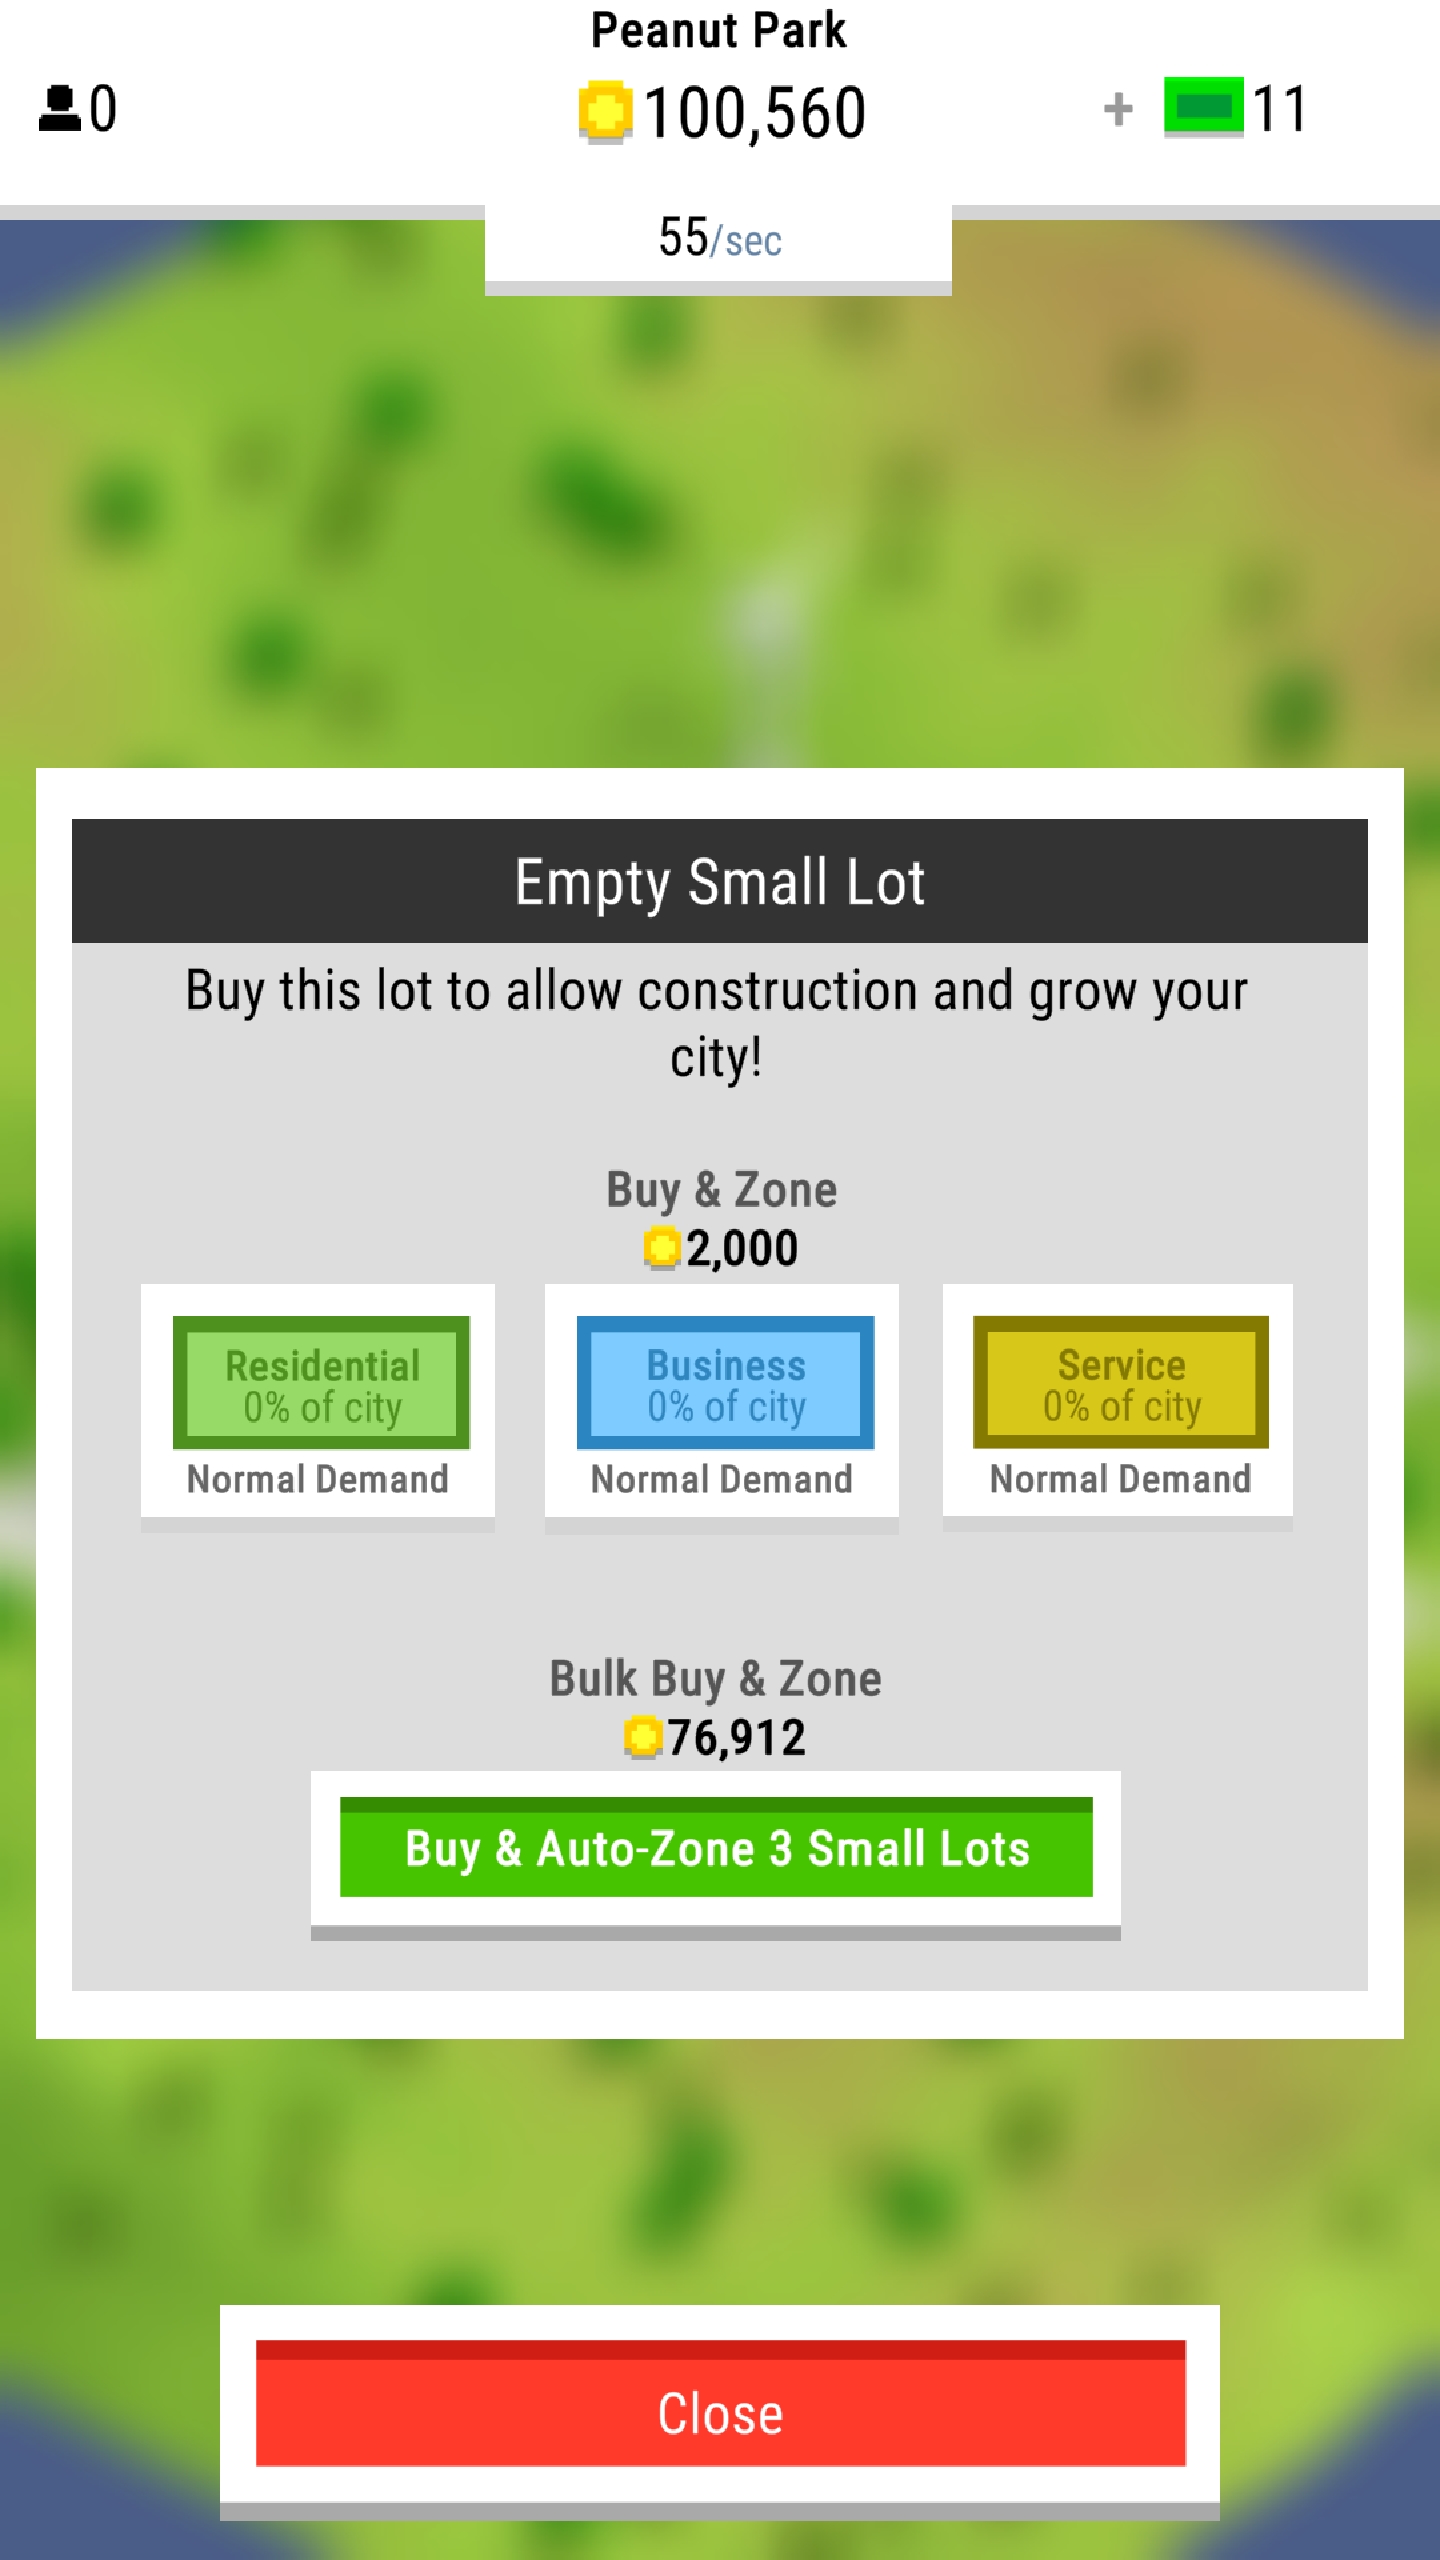 Peanut Park
0
100,560
+ 11
55/sec
Empty Small Lot
Buy this lot to allow construction and grow your
city!
Buy & Zone
2,000
Residential
0% of city
Normal Demand
Business
0% of city
Normal Demand
Service
0% of city
Normal Demand
Bulk Buy & Zone
76,912
Buy & Auto-Zone 3 Small Lots
Close